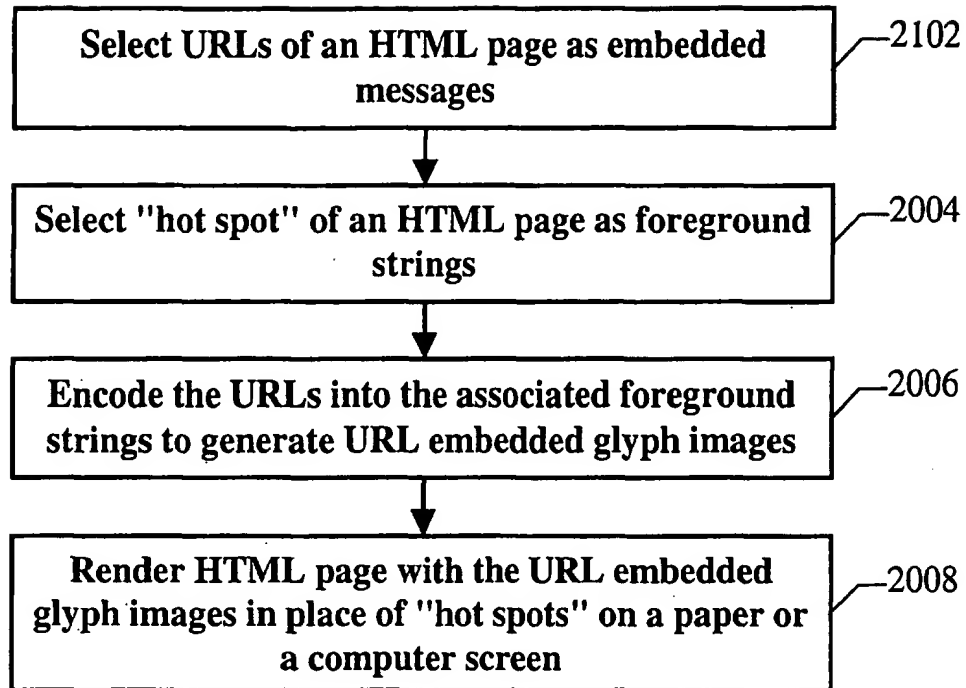 Select URLs of an HTML page as embedded
messages
2102
Select "hot spot" of an HTML page as foreground
strings
2004
Encode the URLs into the associated foreground
strings to generate URL embedded glyph images
2006
Render HTML page with the URL embedded
glyph images in place of "hot spots" on a paper or
a computer screen
2008